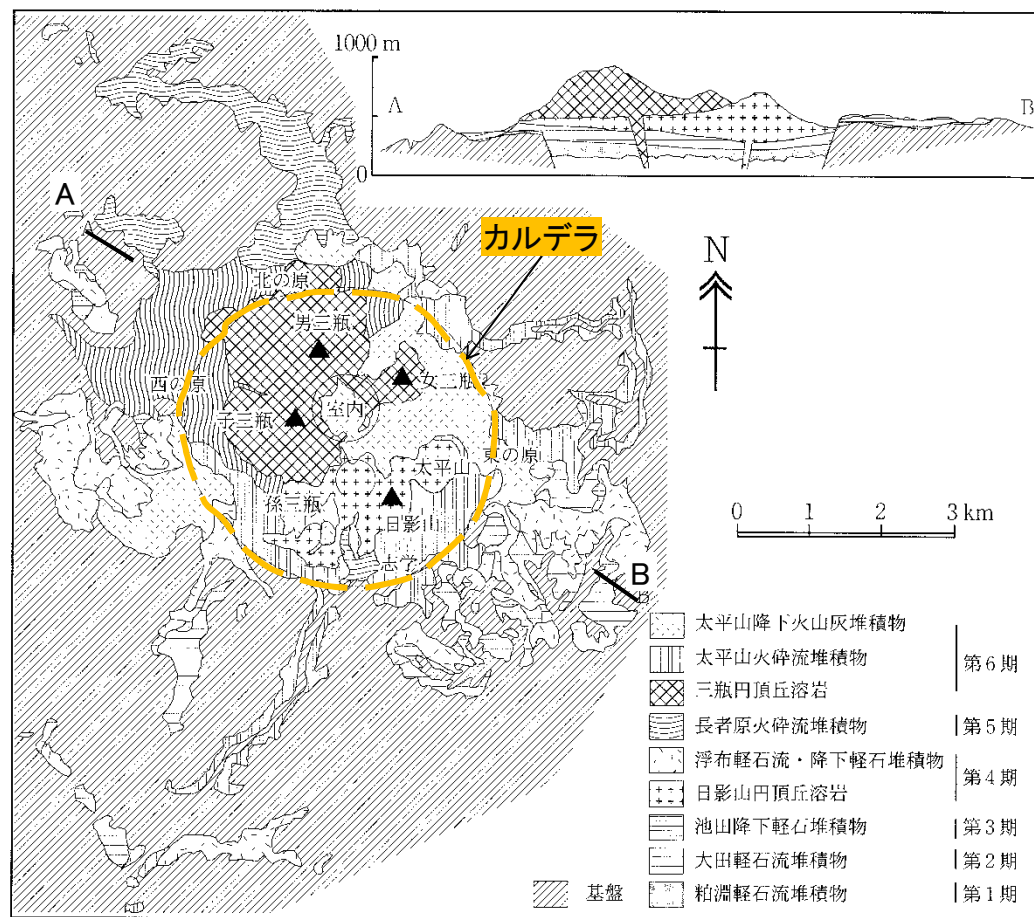 1000 m
A
B
0
A
カルデラ
N
北の原
男三瓶
女三瓶
西の原
室内
子三瓶
太平山
東の原
孫三瓶
日影山
志学
B
0 1 2 3 km
太平山降下火山灰堆積物
太平山火砕流堆積物
第6期
三瓶円頂丘溶岩
長者原火砕流堆積物 第5期
浮布軽石流・降下軽石堆積物
第4期
日影山円頂丘溶岩
池田降下軽石堆積物 第3期
大田軽石流堆積物 第2期
基盤 粕淵軽石流堆積物 第1期